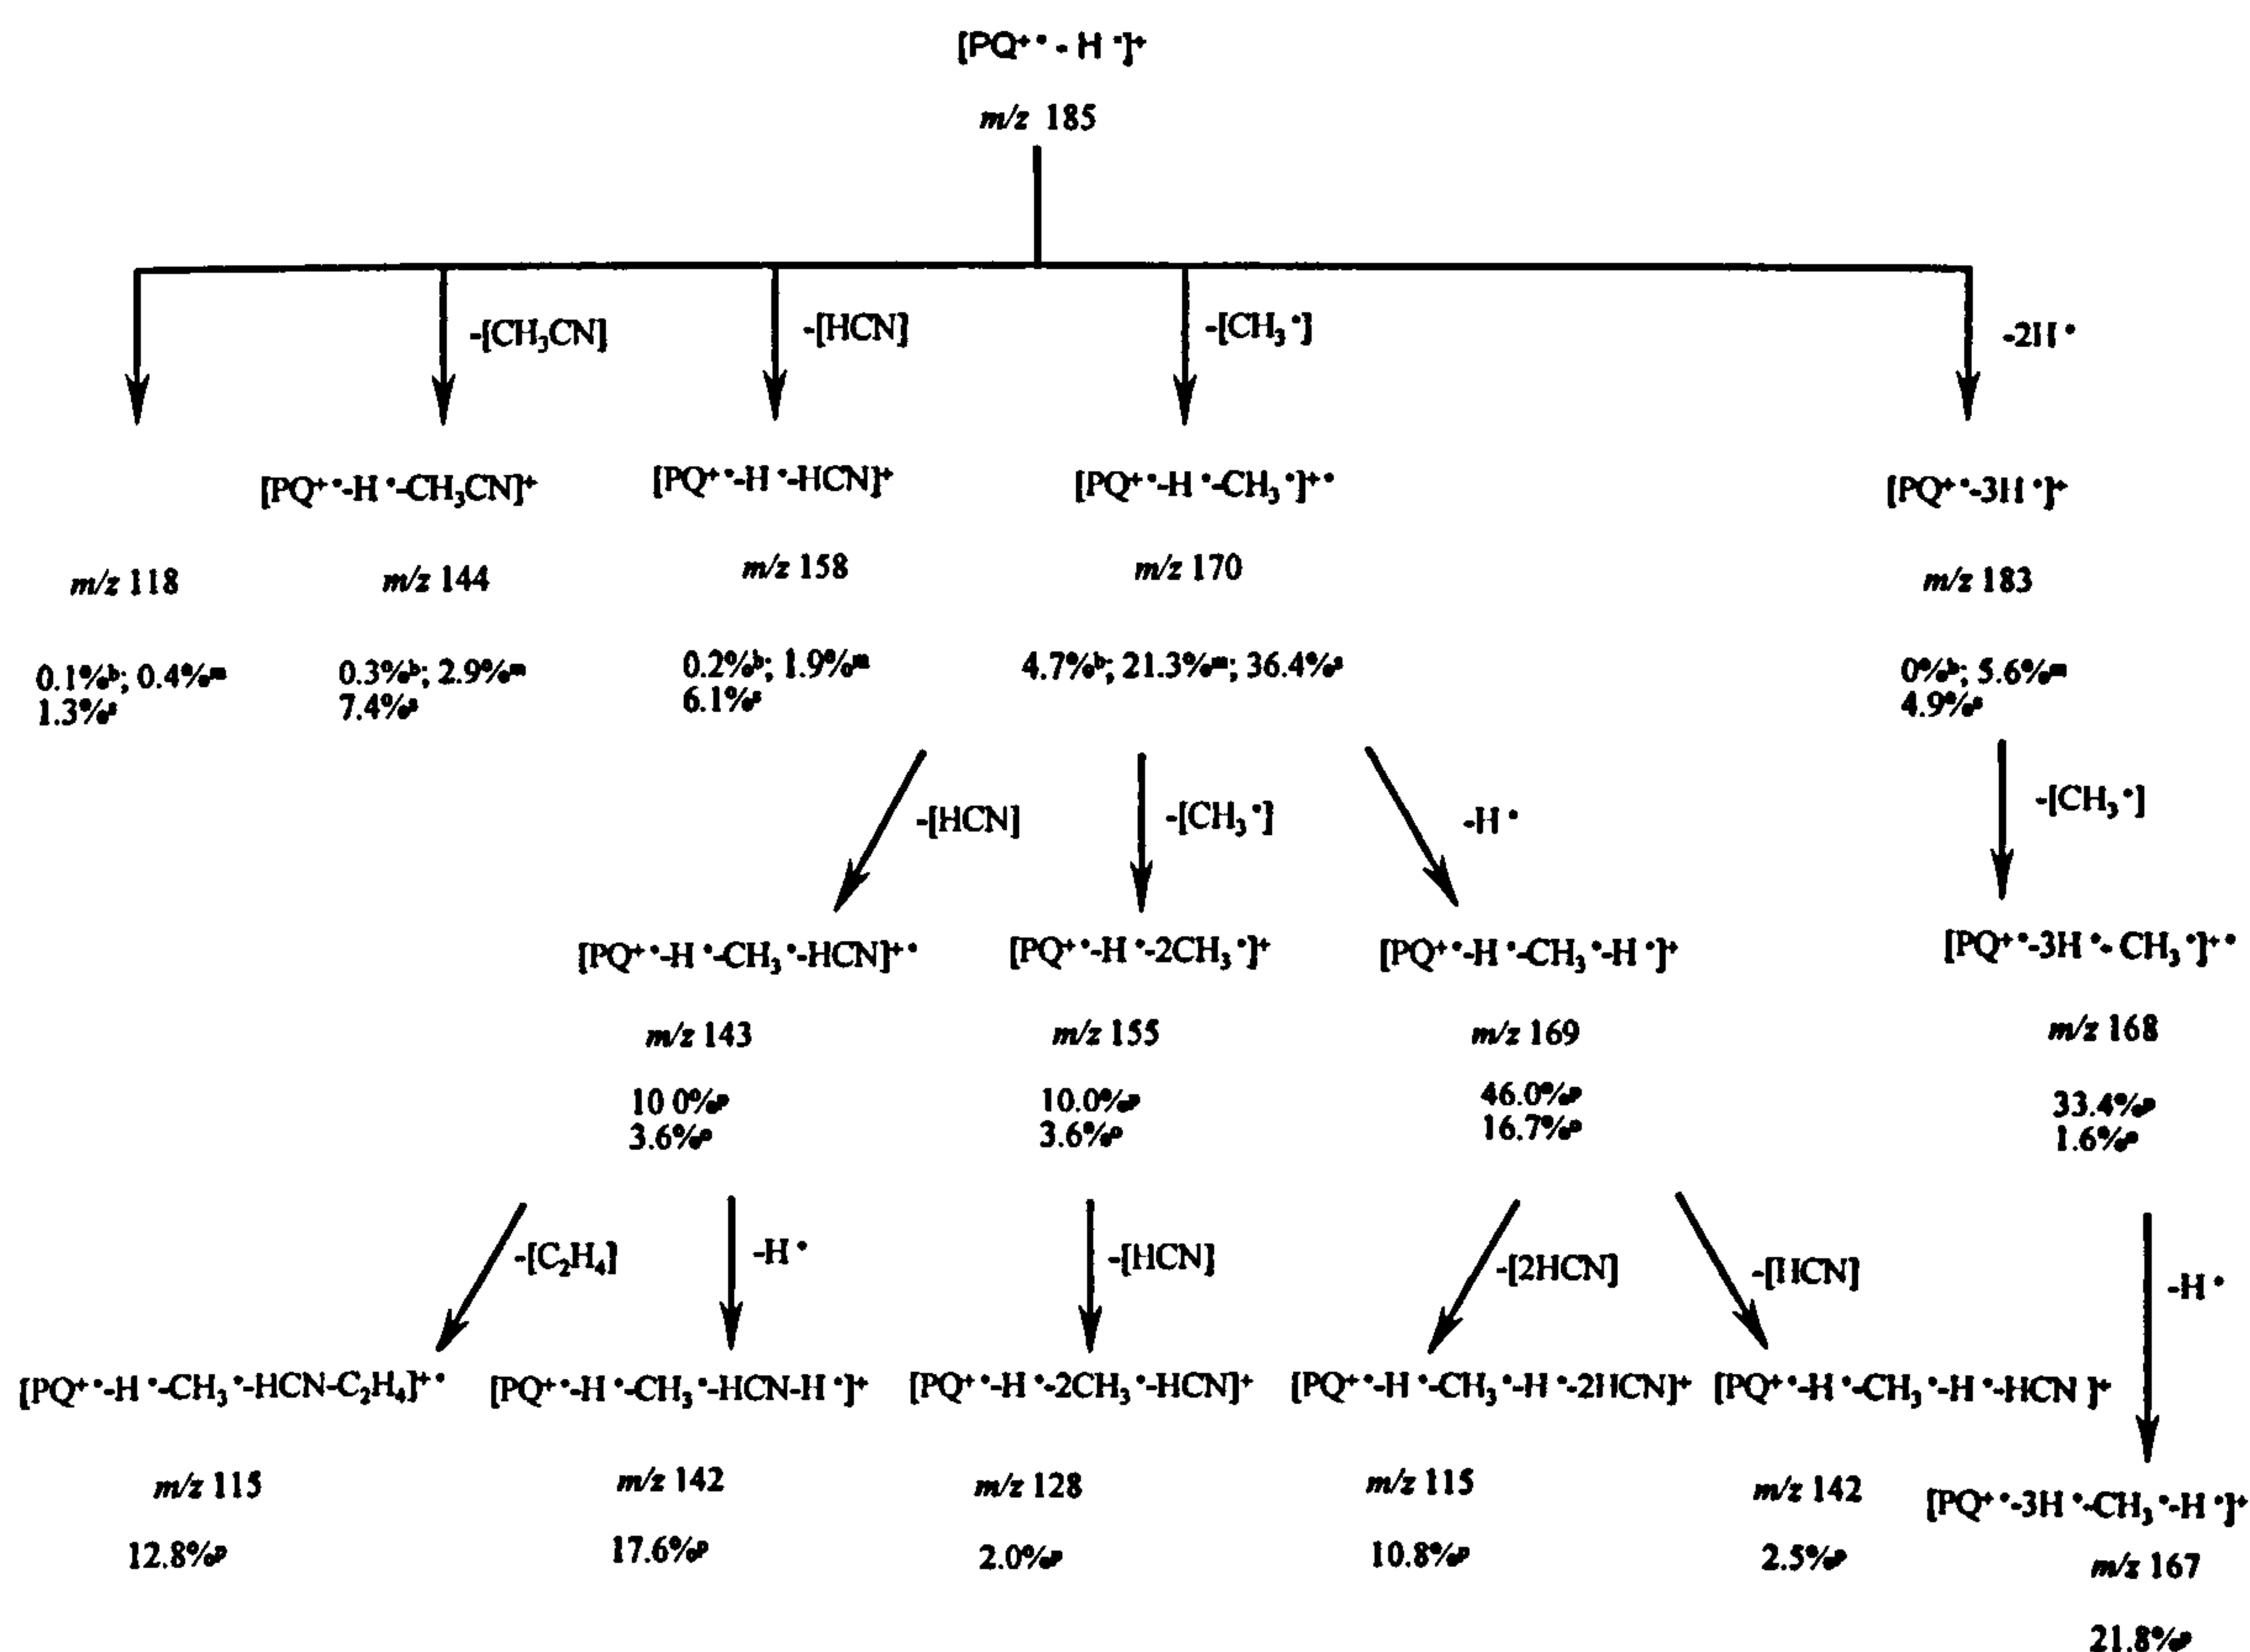 [PQ⁺• - H•]⁺
m/z 185
-[CH₃CN]
-[HCN]
-[CH₃•]
-2H•
[PQ⁺•-H•-CH₃CN]⁺
[PQ⁺•-H•-HCN]⁺
[PQ⁺•-H•-CH₃•]⁺•
[PQ⁺•-3H•]⁺
m/z 118
m/z 144
m/z 158
m/z 170
m/z 183
0.1%ᵇ; 0.4%ᵐ
1.3%ˢ
0.3%ᵇ; 2.9%ᵐ
7.4%ˢ
0.2%ᵇ; 1.9%ᵐ
6.1%ˢ
4.7%ᵇ; 21.3%ᵐ; 36.4%ˢ
0%ᵇ; 5.6%ᵐ
4.9%ˢ
-[HCN]
-[CH₃•]
-H•
-[CH₃•]
[PQ⁺•-H•-CH₃•-HCN]⁺•
[PQ⁺•-H•-2CH₃•]⁺
[PQ⁺•-H•-CH₃•-H•]⁺
[PQ⁺•-3H•- CH₃•]⁺•
m/z 143
m/z 155
m/z 169
m/z 168
10 0%ᵖ
3.6%ᵒ
10.0%ᵖ
3.6%ᵒ
46.0%ᵖ
16.7%ᵒ
33.4%ᵖ
1.6%ᵒ
-[C₂H₄]
-H•
-[HCN]
-[2HCN]
-[HCN]
-H•
[PQ⁺•-H•-CH₃•-HCN-C₂H₄]⁺•
[PQ⁺•-H•-CH₃•-HCN-H•]⁺
[PQ⁺•-H•-2CH₃•-HCN]⁺
[PQ⁺•-H•-CH₃•-H•-2HCN]⁺
[PQ⁺•-H•-CH₃•-H•-HCN ]⁺
m/z 115
m/z 142
m/z 128
m/z 115
m/z 142
[PQ⁺•-3H•-CH₃•-H•]⁺
12.8%ᵖ
17.6%ᵖ
2.0%ᵖ
10.8%ᵖ
2.5%ᵖ
m/z 167
21.8%ᵖ